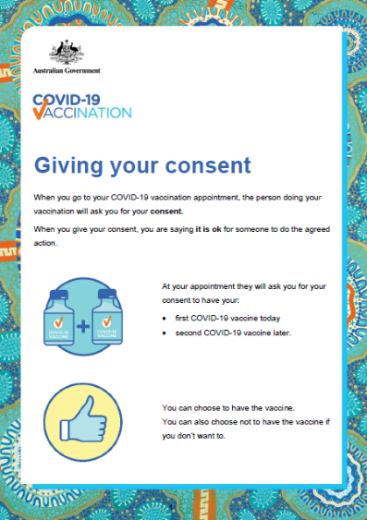 Australian Government
COVID-19
VACCINATION
Giving your consent
When you go to your COVID-19 vaccination appointment, the person doing your
vaccination will ask you for your consent.
When you give your consent, you are saying it is ok for someone to do the agreed
action.
At your appointment they will ask you for your
consent to have your:
• first COVID-19 vaccine today
• second COVID-19 vaccine later.
COVID-19
VACCINE
COVID-19
VACCINE
You can choose to have the vaccine.
You can also choose not to have the vaccine if
you don't want to.